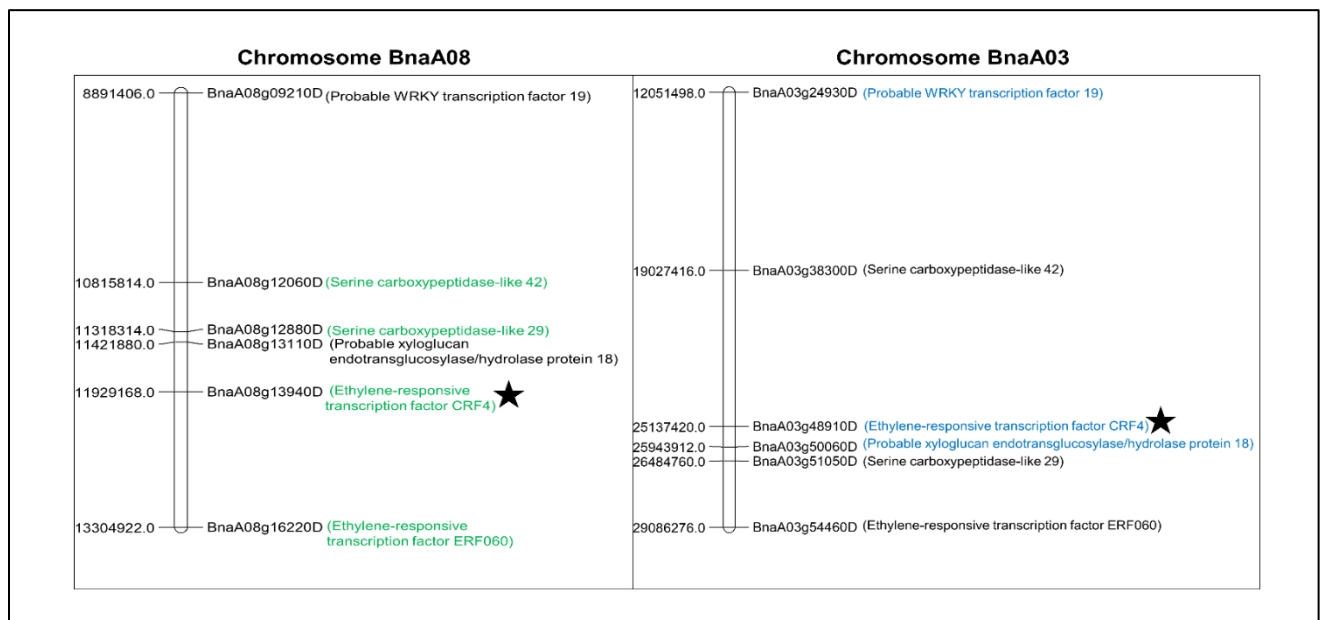 Chromosome BnaA08
8891406.0 BnaA08g09210D (Probable WRKY transcription factor 19)
10815814.0 BnaA08g12060D (Serine carboxypeptidase-like 42)
11318314.0 BnaA08g12880D (Serine carboxypeptidase-like 29)
11421880.0 BnaA08g13110D (Probable xyloglucan
endotransglucosylase/hydrolase protein 18)
11929168.0 BnaA08g13940D (Ethylene-responsive
transcription factor CRF4)
13304922.0 BnaA08g16220D (Ethylene-responsive
transcription factor ERF060)
Chromosome BnaA03
12051498.0 BnaA03g24930D (Probable WRKY transcription factor 19)
19027416.0 BnaA03g38300D (Serine carboxypeptidase-like 42)
25137420.0 BnaA03g48910D (Ethylene-responsive transcription factor CRF4)
25943912.0 BnaA03g50060D (Probable xyloglucan endotransglucosylase/hydrolase protein 18)
26484760.0 BnaA03g51050D (Serine carboxypeptidase-like 29)
29086276.0 BnaA03g54460D (Ethylene-responsive transcription factor ERF060)